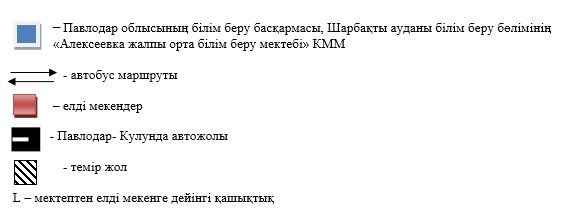 – Павлодар облысының білім беру басқармасы, Шарбақты ауданы білім беру бөлімінің
«Алексеевка жалпы орта білім беру мектебі» КММ
- автобус маршруты
– елді мекендер
- Павлодар- Кулунда автожолы
- темір жол
L – мектептен елді мекенге дейінгі қашықтық